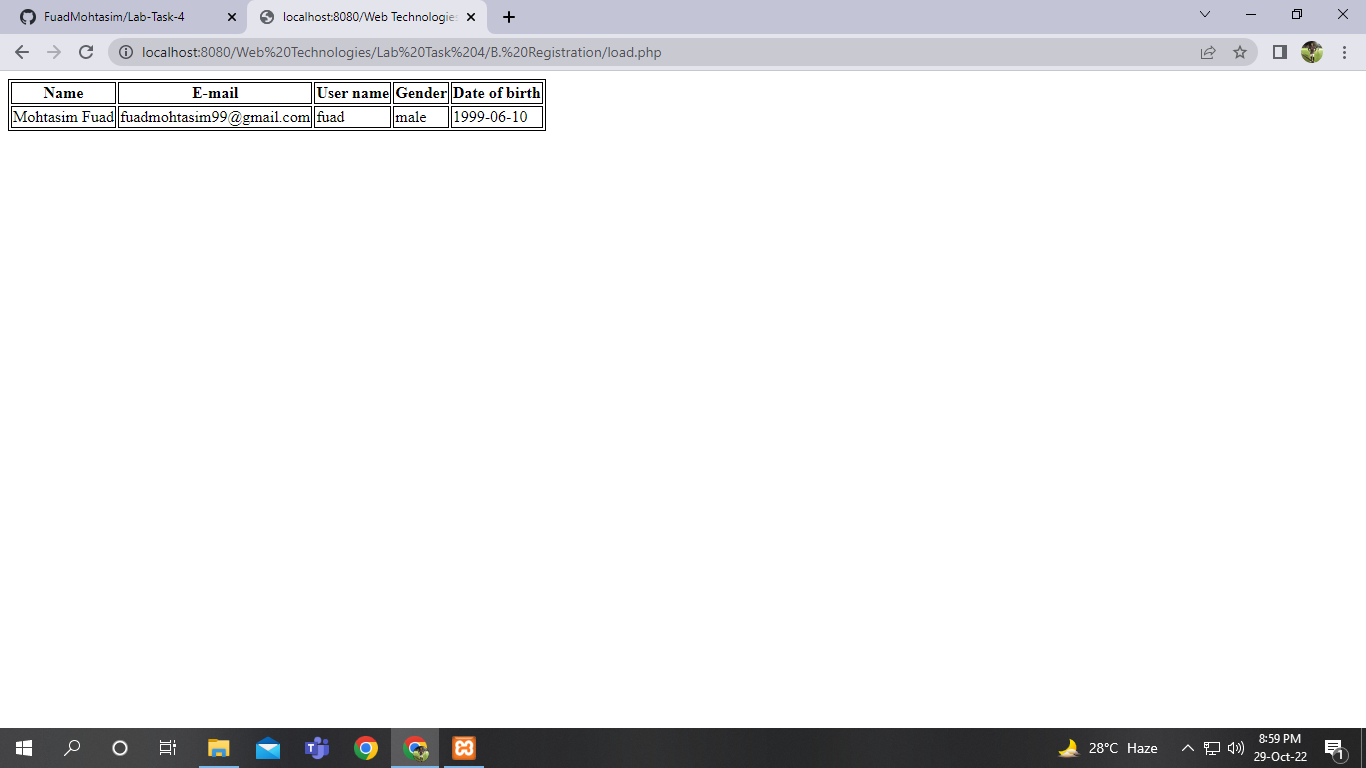 FuadMohtasim/Lab-Task-4
localhost:8080/Web Technologies
localhost:8080/Web%20Technologies/Lab%20Task%204/B.%20Registration/load.php
Name E-mail User name Gender Date of birth
Mohtasim Fuad fuadmohtasim99@gmail.com fuad male 1999-06-10
28°C Haze
8:59 PM
29-Oct-22
1